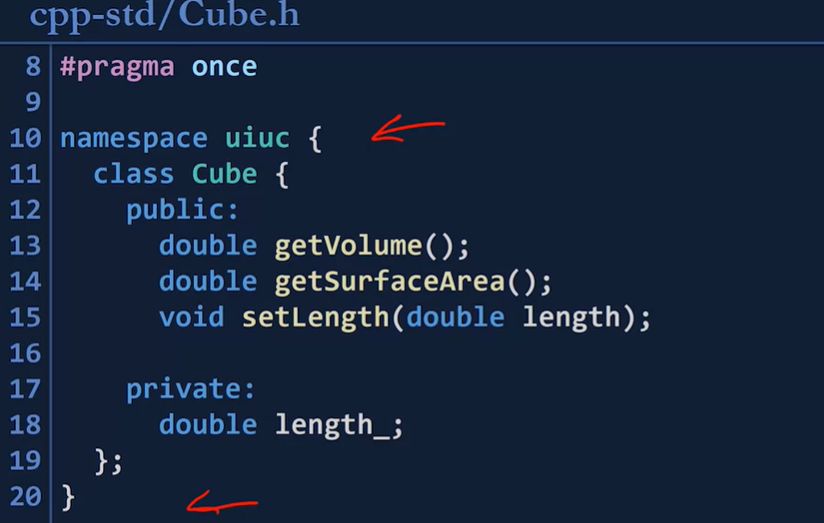 cpp-std/Cube.h
8 #pragma once
9
10 namespace uiuc {
11   class Cube {
12     public:
13       double getVolume();
14       double getSurfaceArea();
15       void setLength(double length);
16
17     private:
18       double length_;
19   };
20 }